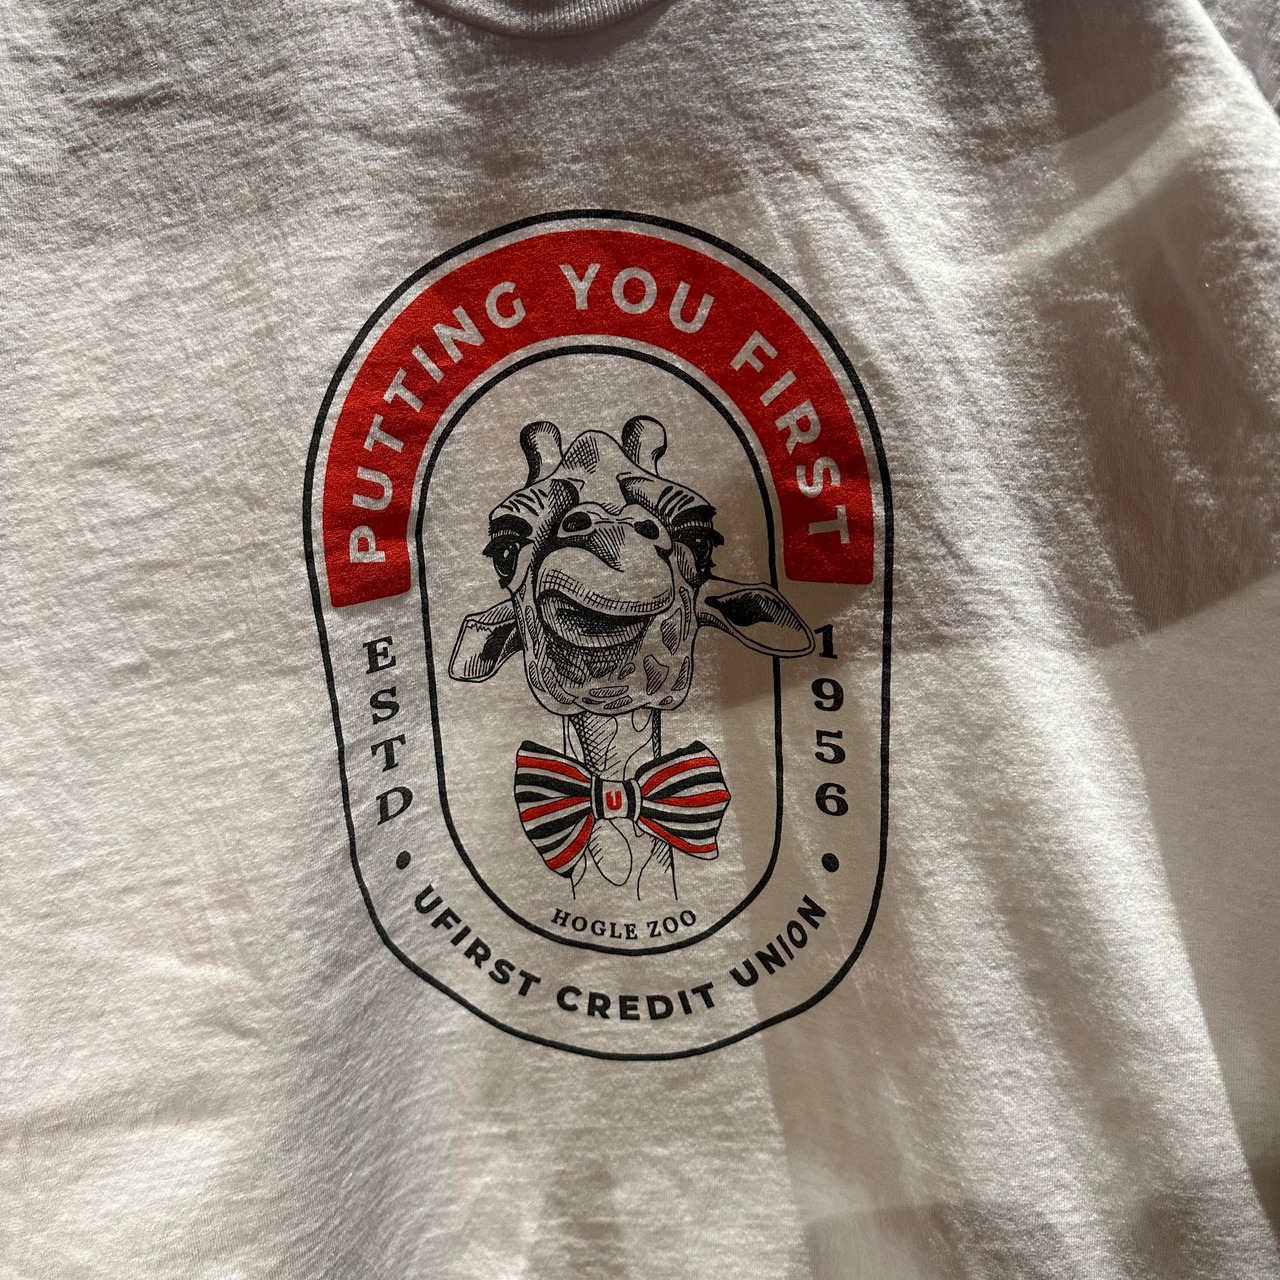 PUTTING YOU FIRST
ESTD
1956
U
HOGLE ZOO
• UFIRST CREDIT UNION •